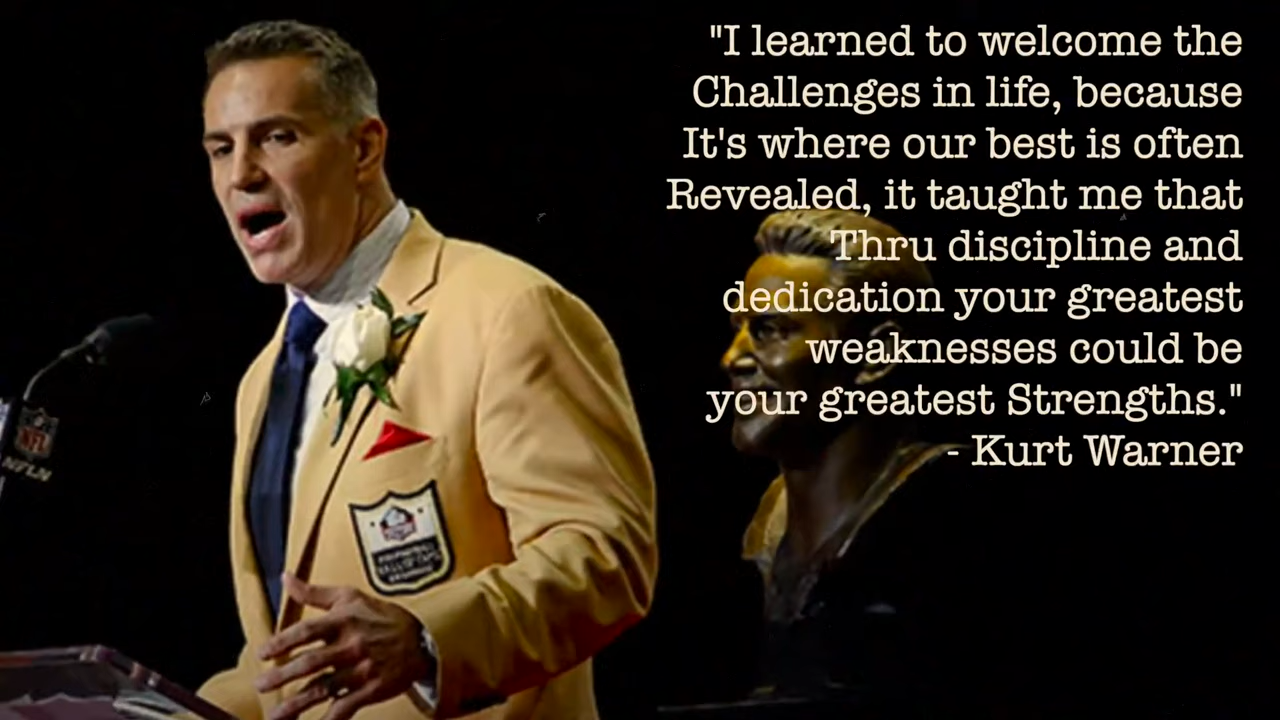 "I learned to welcome the
Challenges in life, because
It's where our best is often
Revealed, it taught me that
Thru discipline and
dedication your greatest
weaknesses could be
your greatest Strengths."
- Kurt Warner
NFL